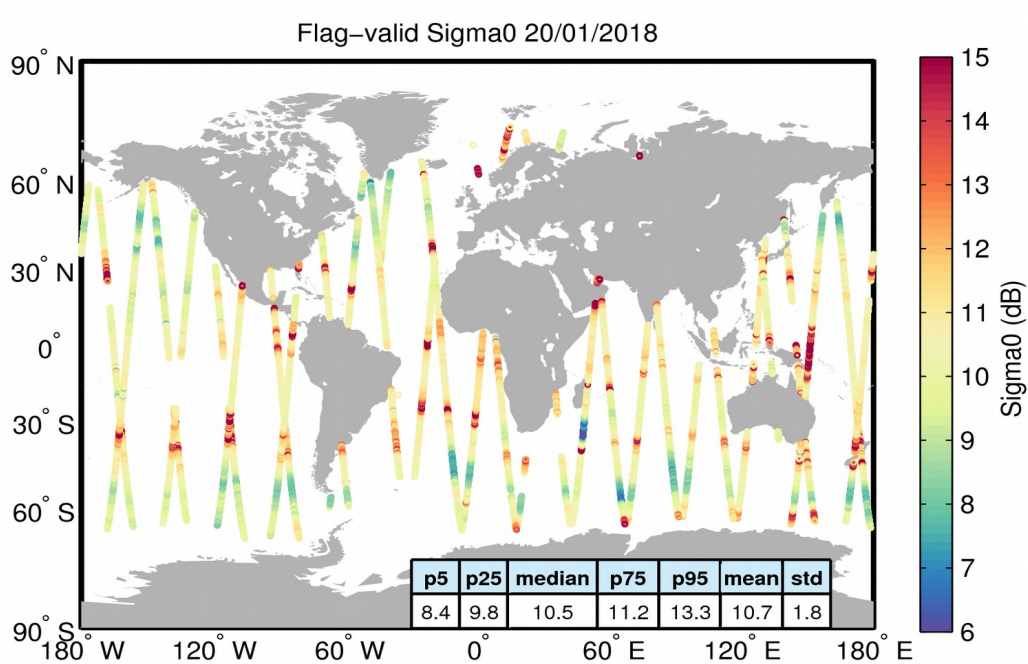 Flag−valid Sigma0 20/01/2018
90° N
60° N
30° N
0°
30° S
60° S
90° S
180° W
120° W
60° W
0°
60° E
120° E
180° E
15
14
13
12
11
10
9
8
7
6
Sigma0 (dB)
p5 p25 median p75 p95 mean std
8.4 9.8 10.5 11.2 13.3 10.7 1.8